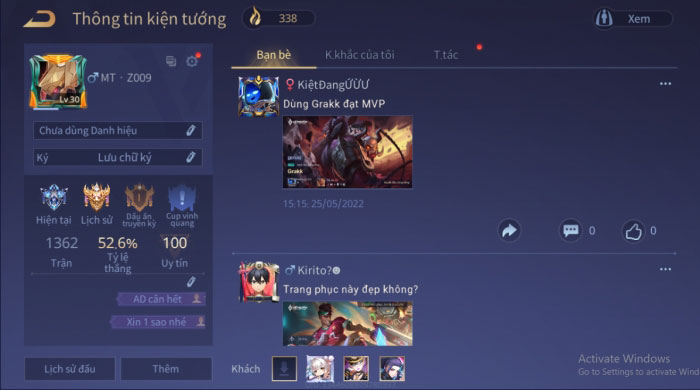 Thông tin kiện tướng
338
Xem
Bạn bè
K.khắc của tôi
T.tác
MT · Z009
Lv 30
Chưa dùng Danh hiệu
Ký
Lưu chữ ký
Hiện tại
Lịch sử
Dấu ấn truyền kỳ
Cup vinh quang
1362
Trận
52.6%
Tỷ lệ thắng
100
Uy tín
AD cân hết
Xin 1 sao nhé
Lịch sử đấu
Thêm
KiệtĐangỨỪỪ
Dùng Grakk đạt MVP
Grakk
15:15: 25/05/2022
0
0
Kirito?
Trang phục này đẹp không?
Khách
Activate Windows
Go to Settings to activate Wind